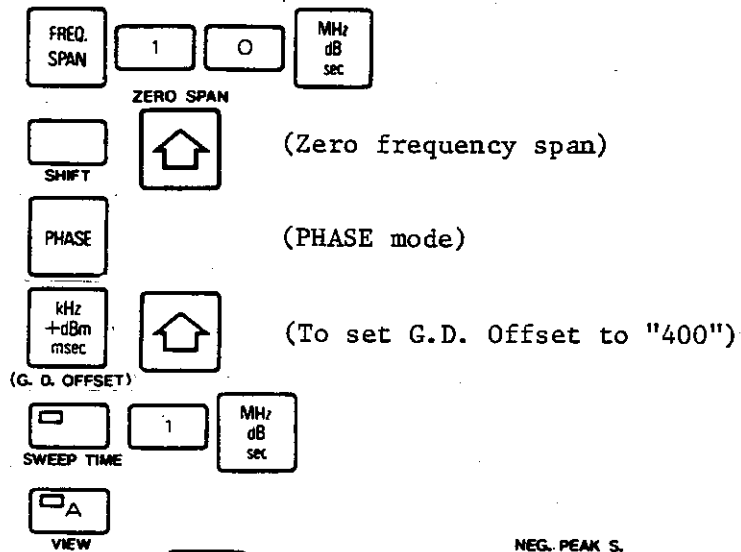 FREQ.
SPAN
1
0
MHz
dB
sec
ZERO SPAN
(Zero frequency span)
SHIFT
PHASE
(PHASE mode)
kHz
+dBm
msec
(To set G.D. Offset to "400")
(G. D. OFFSET)
1
MHz
dB
sec
SWEEP TIME
A
VIEW
NEG. PEAK S.